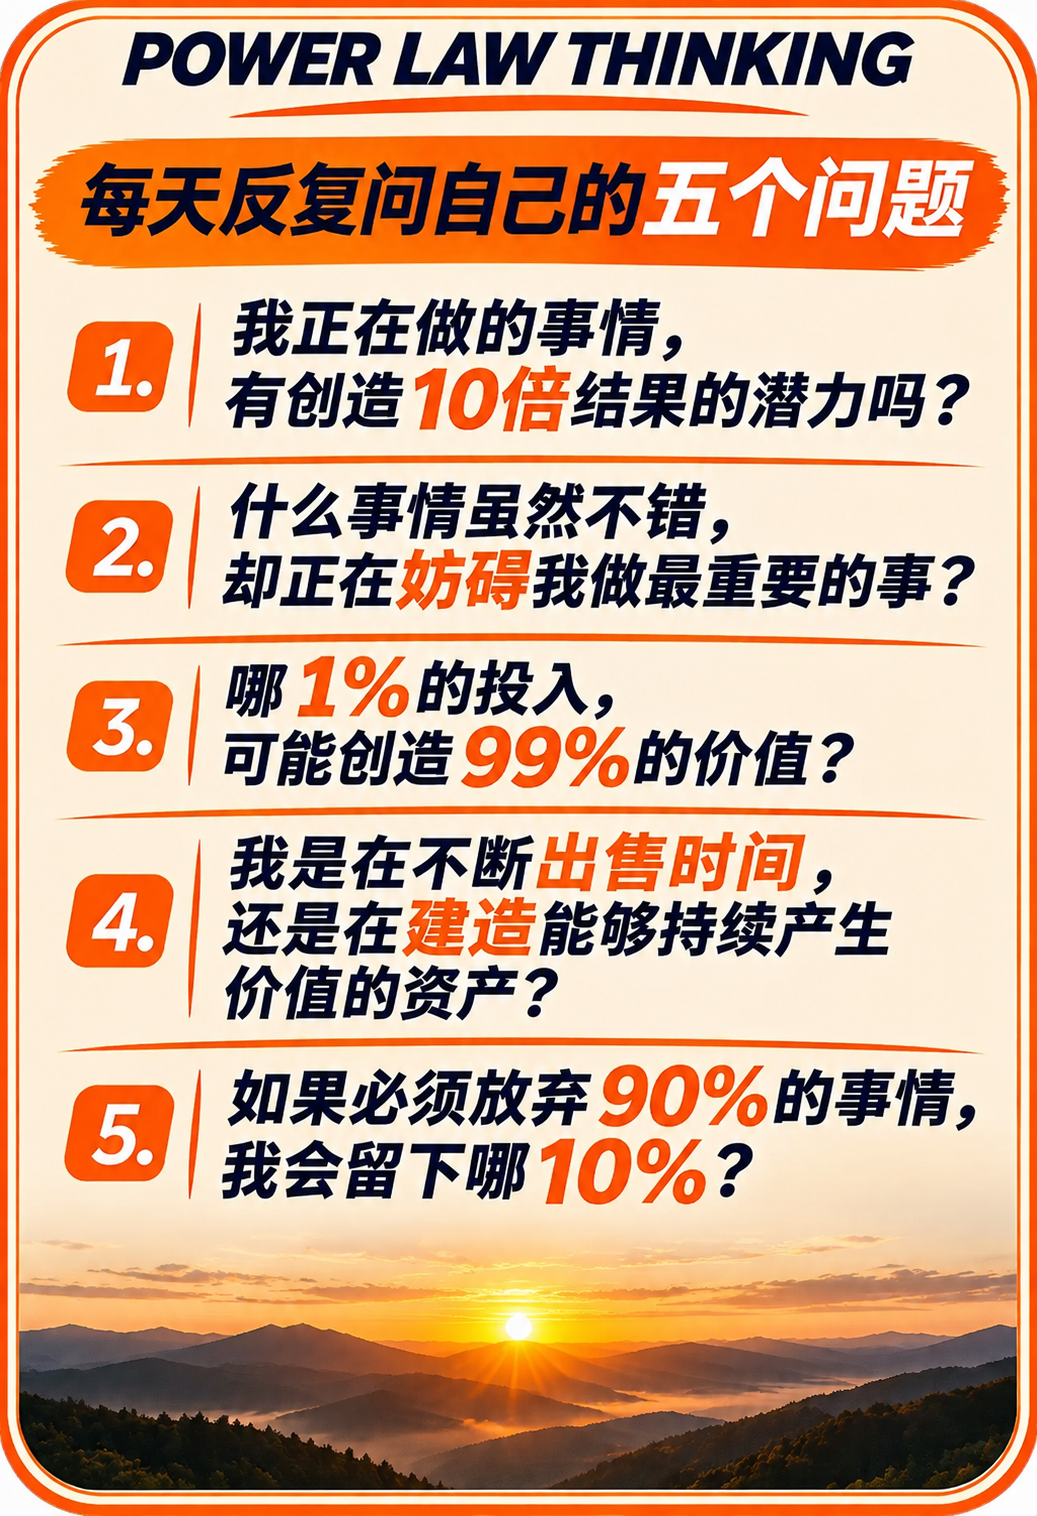 POWER LAW THINKING
每天反复问自己的五个问题
1.
我正在做的事情，
有创造10倍结果的潜力吗？
2.
什么事情虽然不错，
却正在妨碍我做最重要的事？
3.
哪1%的投入，
可能创造99%的价值？
4.
我是在不断出售时间，
还是在建造能够持续产生
价值的资产？
5.
如果必须放弃90%的事情，
我会留下哪10%？